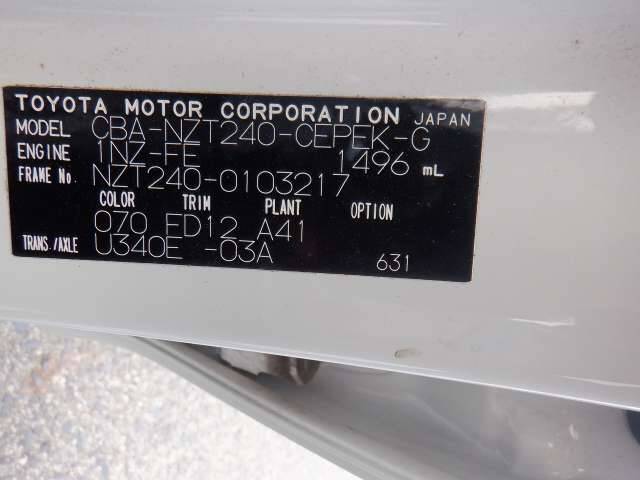 TOYOTA MOTOR CORPORATION JAPAN
MODEL CBA-NZT240-CEPEK-G
ENGINE 1NZ-FE 1496 mL
FRAME No. NZT240-0103217
COLOR TRIM PLANT OPTION
070 FD12 A41
TRANS./AXLE U340E -03A 631